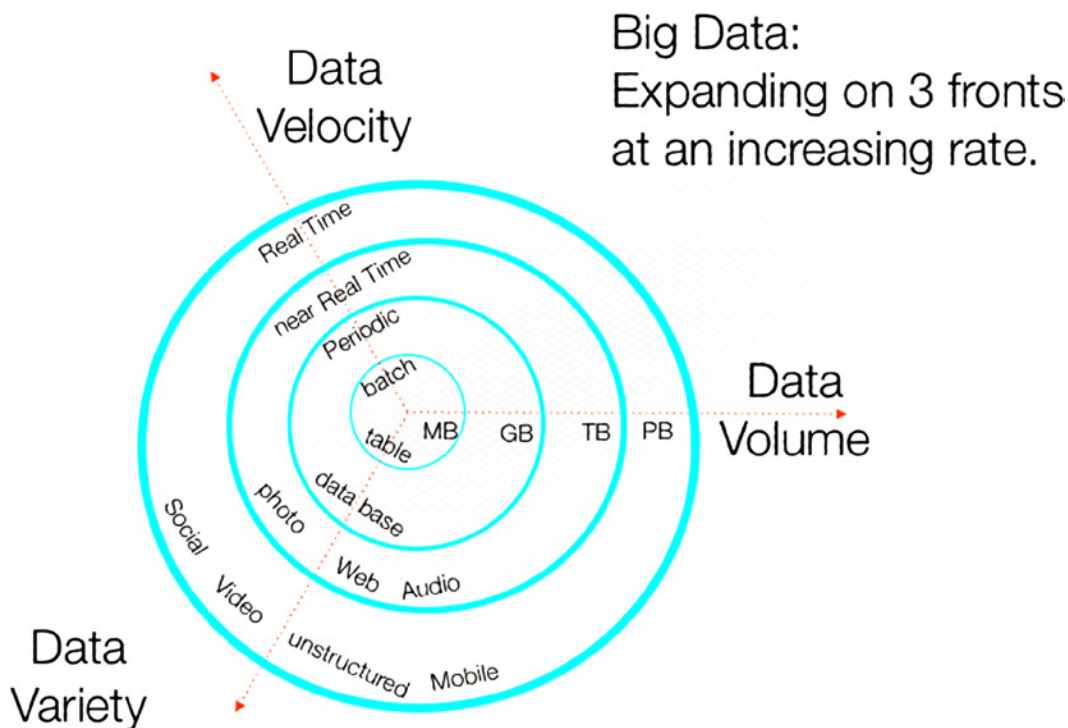 Big Data:
Expanding on 3 fronts
at an increasing rate.
Data
Velocity
Real Time
near Real Time
Periodic
batch
table
MB
GB
TB
PB
Data
Volume
data base
photo
Web
Audio
Social
Video
unstructured
Mobile
Data
Variety